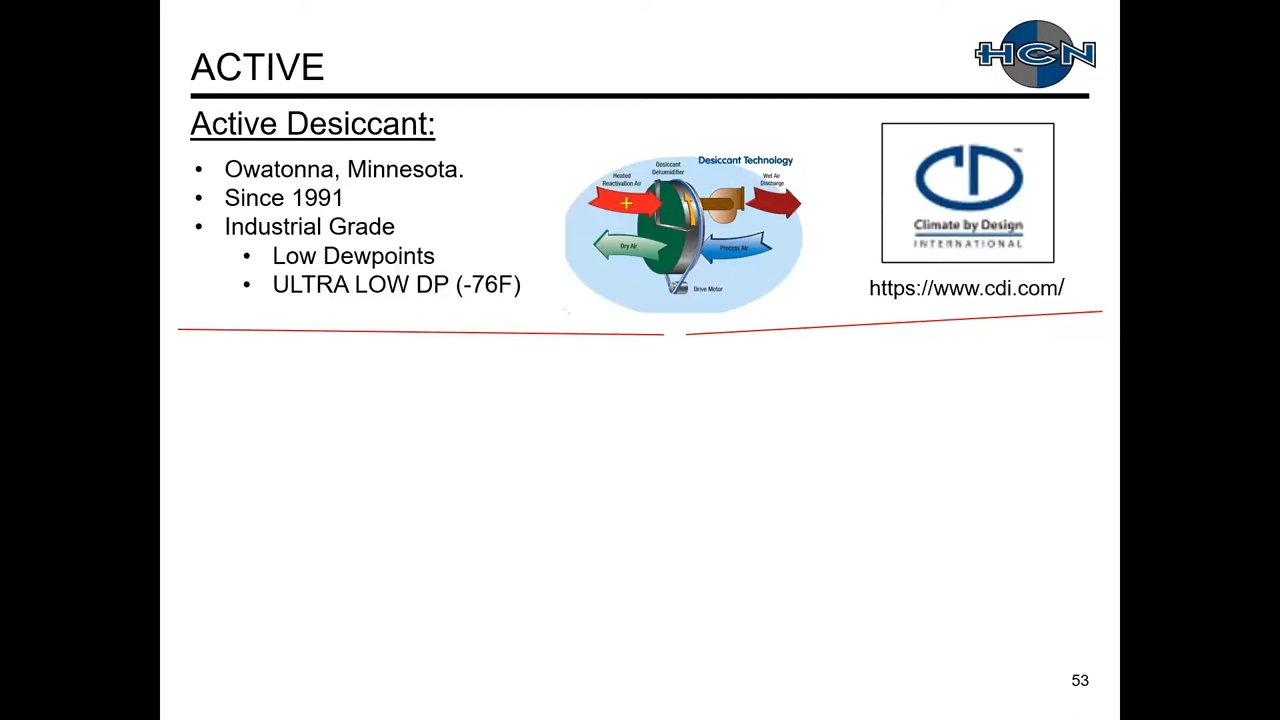 HCN
ACTIVE
Active Desiccant:
• Owatonna, Minnesota.
• Since 1991
• Industrial Grade
• Low Dewpoints
• ULTRA LOW DP (-76F)
Desiccant Technology
Desiccant
Dehumidifier
Heated
Reactivation Air
Wet Air
Discharge
+
Dry Air
Process Air
Drive Motor
CD
TM
Climate by Design
INTERNATIONAL
https://www.cdi.com/
53